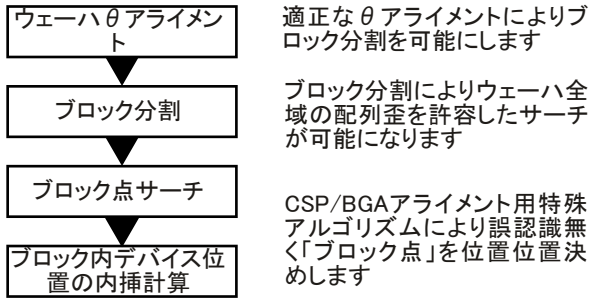 ウェーハθアライメン
ト
適正なθアライメントによりブ
ロック分割を可能にします
ブロック分割
ブロック分割によりウェーハ全
域の配列歪を許容したサーチ
が可能になります
ブロック点サーチ
CSP/BGAアライメント用特殊
アルゴリズムにより誤認識無
く「ブロック点」を位置位置決
めします
ブロック内デバイス位
置の内挿計算